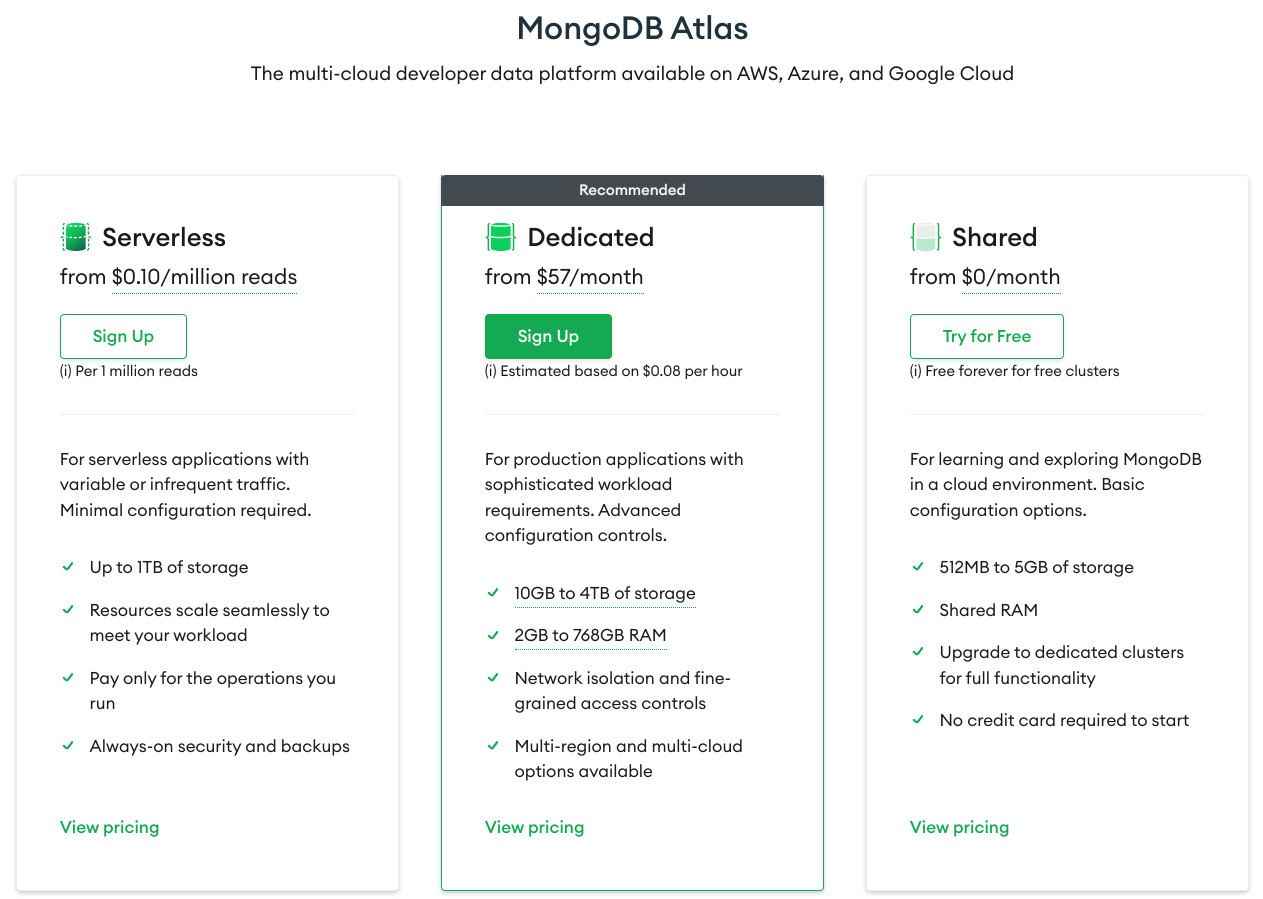 MongoDB Atlas
The multi-cloud developer data platform available on AWS, Azure, and Google Cloud
Serverless
from $0.10/million reads
Sign Up
(i) Per 1 million reads
For serverless applications with
variable or infrequent traffic.
Minimal configuration required.
Up to 1TB of storage
Resources scale seamlessly to
meet your workload
Pay only for the operations you
run
Always-on security and backups
View pricing
Recommended
Dedicated
from $57/month
Sign Up
(i) Estimated based on $0.08 per hour
For production applications with
sophisticated workload
requirements. Advanced
configuration controls.
10GB to 4TB of storage
2GB to 768GB RAM
Network isolation and fine-
grained access controls
Multi-region and multi-cloud
options available
View pricing
Shared
from $0/month
Try for Free
(i) Free forever for free clusters
For learning and exploring MongoDB
in a cloud environment. Basic
configuration options.
512MB to 5GB of storage
Shared RAM
Upgrade to dedicated clusters
for full functionality
No credit card required to start
View pricing